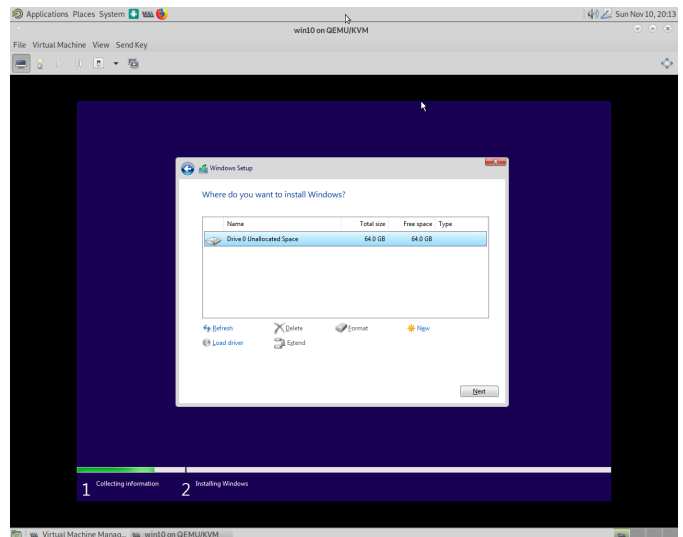 Applications Places System Sun Nov 10, 20:13
win10 on QEMU/KVM
File Virtual Machine View Send Key
Windows Setup
Where do you want to install Windows?
Name Total size Free space Type
Drive 0 Unallocated Space 64.0 GB 64.0 GB
Refresh Delete Format New
Load driver Extend
Next
1 Collecting information 2 Installing Windows
Virtual Machine Manag... win10 on QEMU/KVM